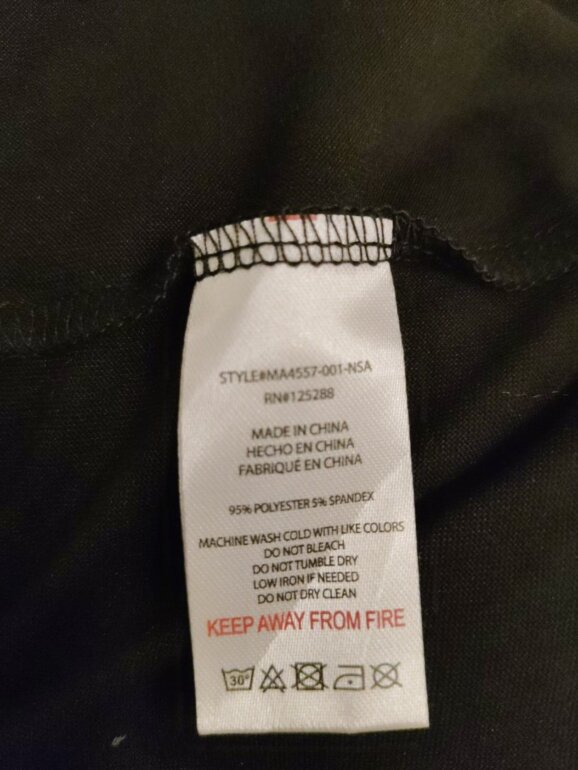 STYLE#MA4557-001-NSA
RN#125288
MADE IN CHINA
HECHO EN CHINA
FABRIQUÉ EN CHINA
95% POLYESTER 5% SPANDEX
MACHINE WASH COLD WITH LIKE COLORS
DO NOT BLEACH
DO NOT TUMBLE DRY
LOW IRON IF NEEDED
DO NOT DRY CLEAN
KEEP AWAY FROM FIRE
30°